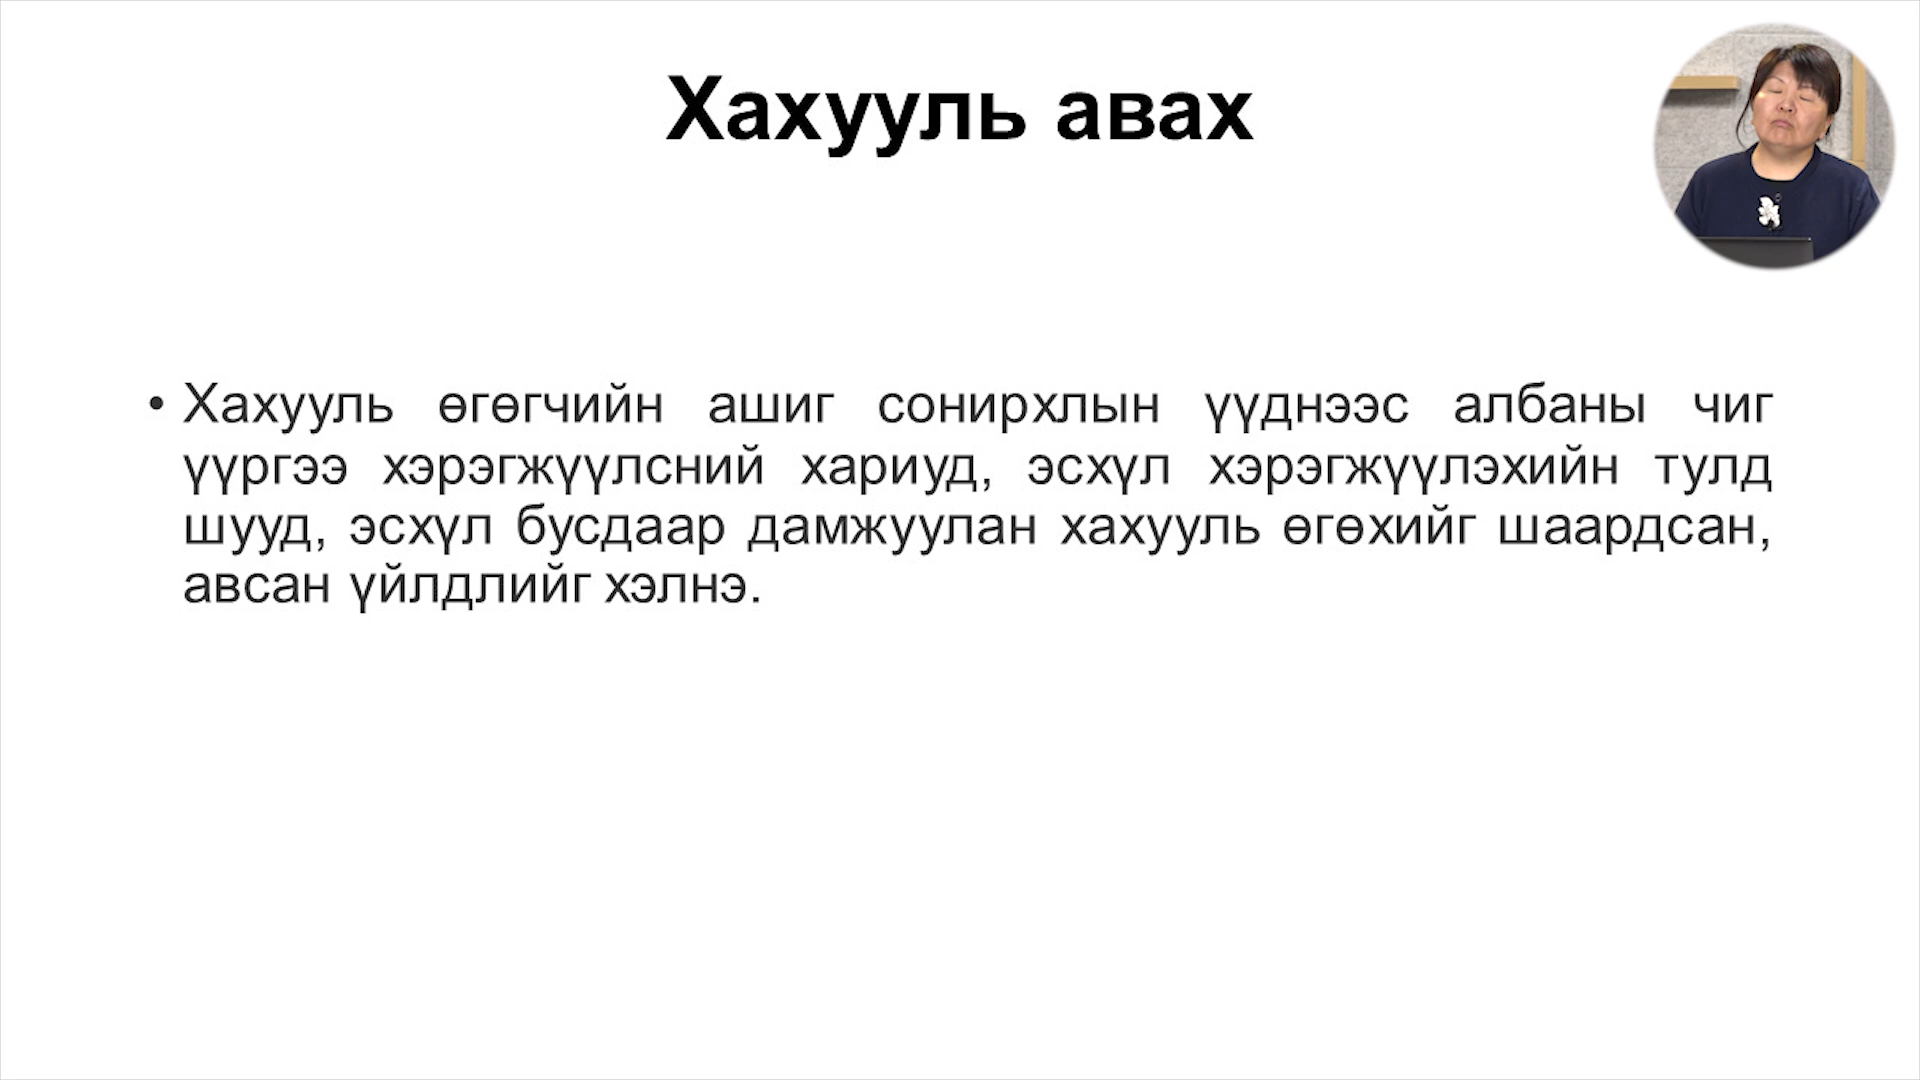 Хахууль авах
• Хахууль өгөгчийн ашиг сонирхлын үүднээс албаны чиг
үүргээ хэрэгжүүлсний хариуд, эсхүл хэрэгжүүлэхийн тулд
шууд, эсхүл бусдаар дамжуулан хахууль өгөхийг шаардсан,
авсан үйлдлийг хэлнэ.